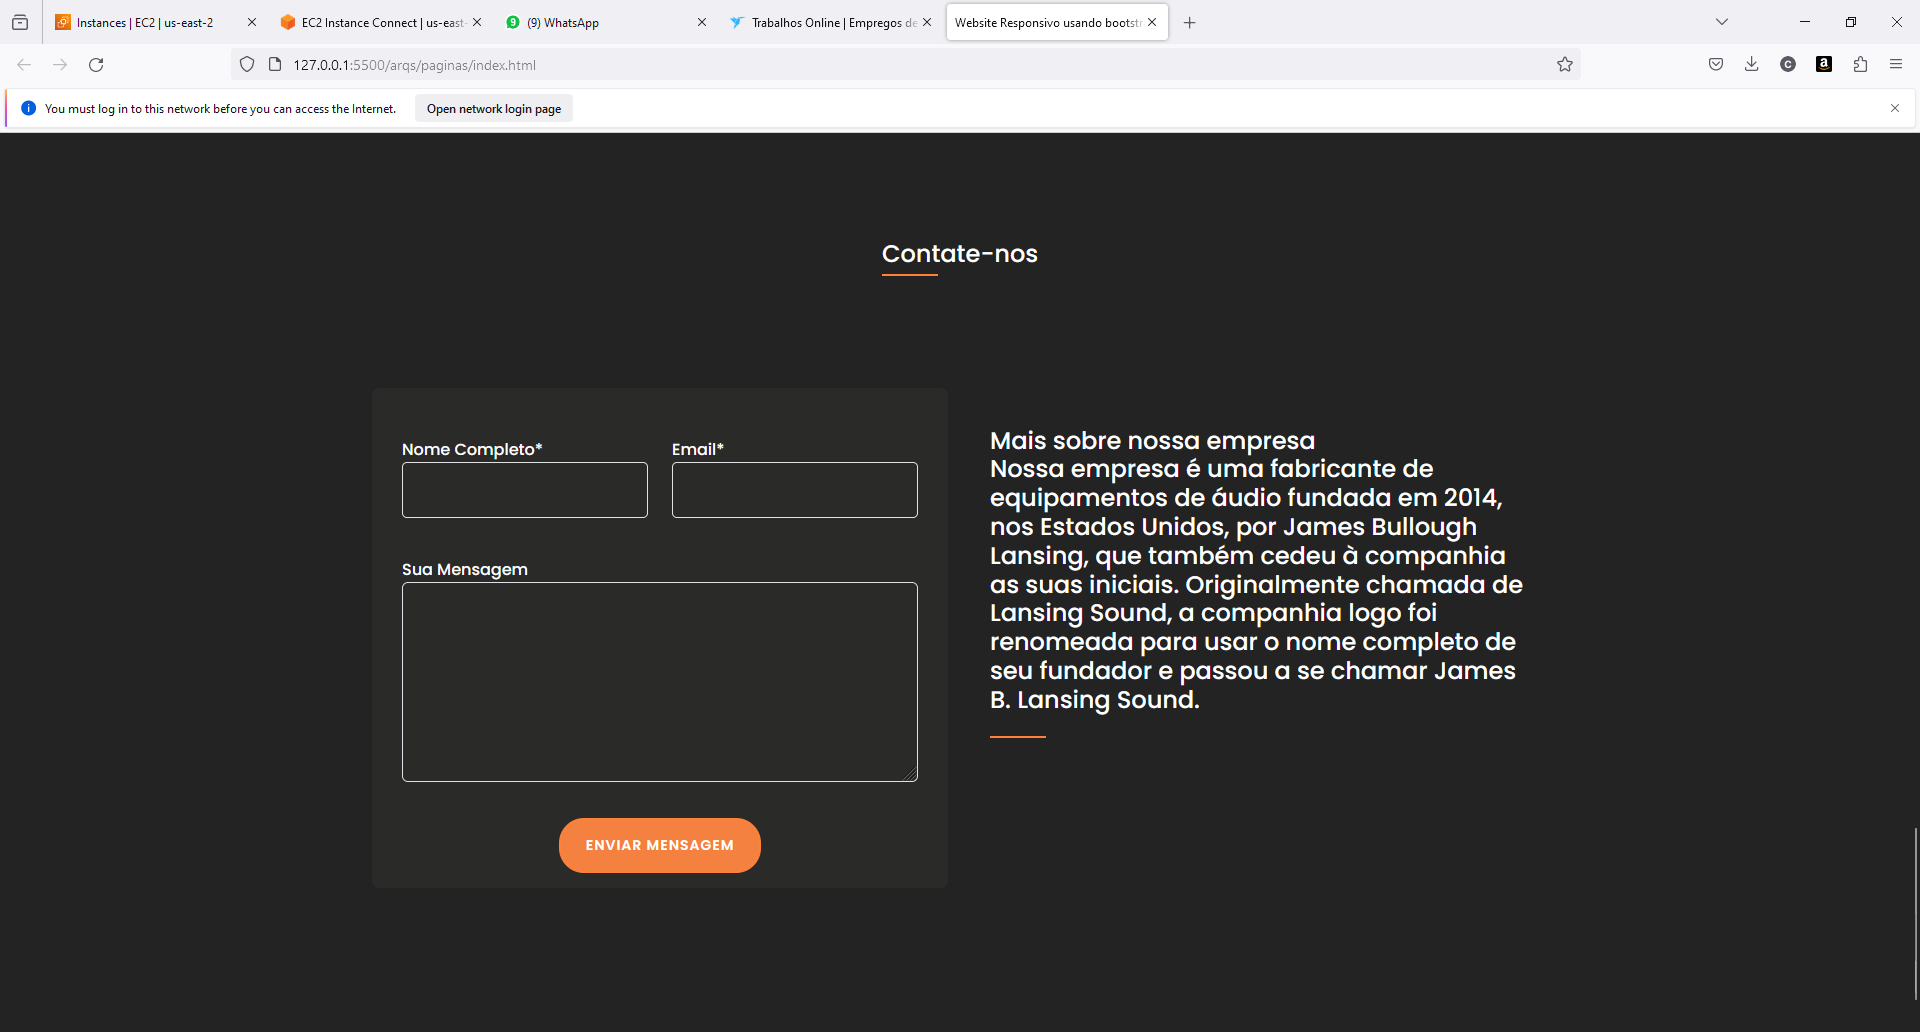 Instances | EC2 | us-east-2
EC2 Instance Connect | us-east-
9 (9) WhatsApp
Trabalhos Online | Empregos de
Website Responsivo usando bootstr
127.0.0.1:5500/arqs/paginas/index.html
C
a
You must log in to this network before you can access the Internet.
Open network login page
Contate-nos
Nome Completo*
Email*
Sua Mensagem
ENVIAR MENSAGEM
Mais sobre nossa empresa
Nossa empresa é uma fabricante de
equipamentos de áudio fundada em 2014,
nos Estados Unidos, por James Bullough
Lansing, que também cedeu à companhia
as suas iniciais. Originalmente chamada de
Lansing Sound, a companhia logo foi
renomeada para usar o nome completo de
seu fundador e passou a se chamar James
B. Lansing Sound.